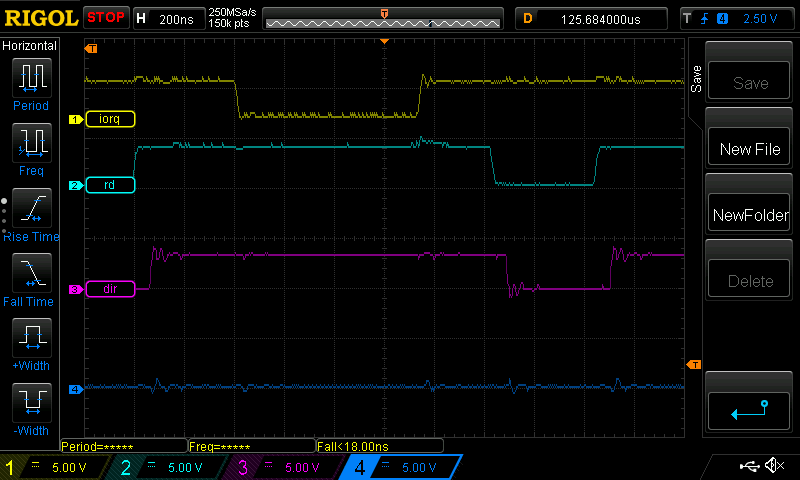 RIGOL STOP H 200ns 250MSa/s 150k pts D 125.684000us T 4 2.50 V
Horizontal
Period
Freq
Rise Time
Fall Time
+Width
-Width
T
1 iorq
2 rd
3 dir
4
T
T
Save
Save
New File
NewFolder
Delete
Period=*****
Freq=*****
Fall<18.00ns
1 5.00 V
2 5.00 V
3 5.00 V
4 5.00 V